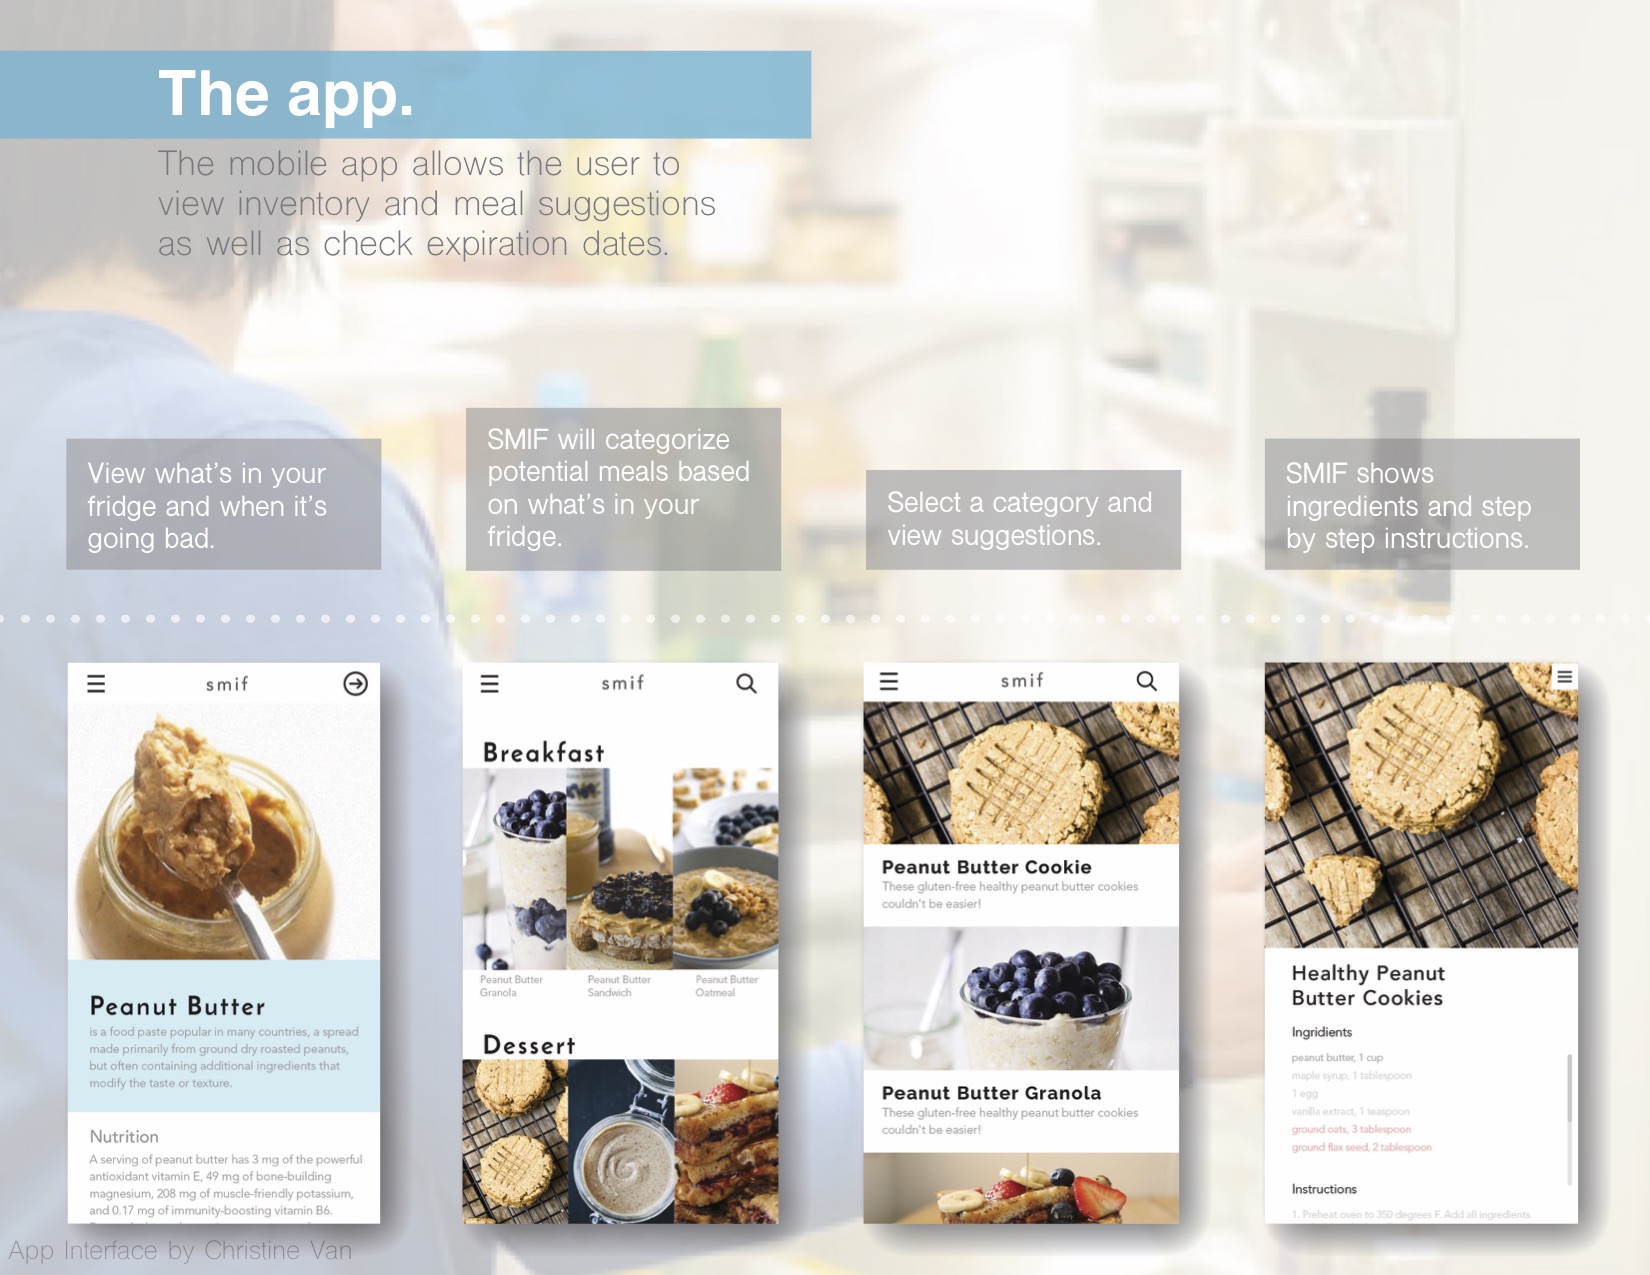 The app.
The mobile app allows the user to
view inventory and meal suggestions
as well as check expiration dates.
View what's in your
fridge and when it's
going bad.
SMIF will categorize
potential meals based
on what's in your
fridge.
Select a category and
view suggestions.
SMIF shows
ingredients and step
by step instructions.
smif
Peanut Butter
is a food paste popular in many countries, a spread
made primarily from ground dry roasted peanuts,
but often containing additional ingredients that
modify the taste or texture.
Nutrition
A serving of peanut butter has 3 mg of the powerful
antioxidant vitamin E, 49 mg of bone-building
magnesium, 208 mg of muscle-friendly potassium,
and 0.17 mg of immunity-boosting vitamin B6.
smif
Breakfast
Peanut Butter
Granola
Peanut Butter
Sandwich
Peanut Butter
Oatmeal
Dessert
smif
Peanut Butter Cookie
These gluten-free healthy peanut butter cookies
couldn't be easier!
Peanut Butter Granola
These gluten-free healthy peanut butter cookies
couldn't be easier!
Healthy Peanut
Butter Cookies
Ingridients
peanut butter, 1 cup
maple syrup, 1 tablespoon
1 egg
vanilla extract, 1 teaspoon
ground oats, 3 tablespoon
ground flax seed, 2 tablespoon
Instructions
1. Preheat oven to 350 degrees F. Add all ingredients
App Interface by Christine Van